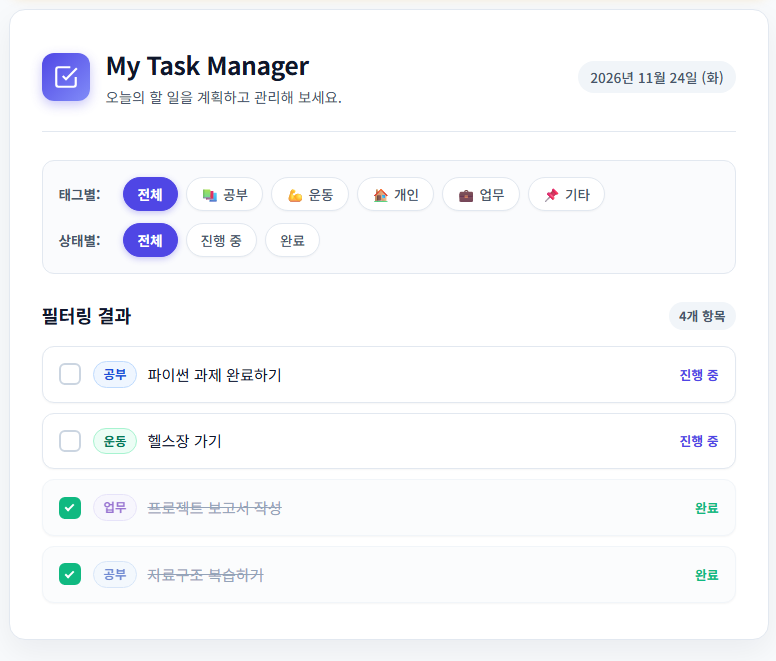 My Task Manager
오늘의 할 일을 계획하고 관리해 보세요.
2026년 11월 24일 (화)
태그별: 전체 📚 공부 💪 운동 🏠 개인 💼 업무 📌 기타
상태별: 전체 진행 중 완료
필터링 결과 4개 항목
공부 파이썬 과제 완료하기 진행 중
운동 헬스장 가기 진행 중
업무 프로젝트 보고서 작성 완료
공부 자료구조 복습하기 완료